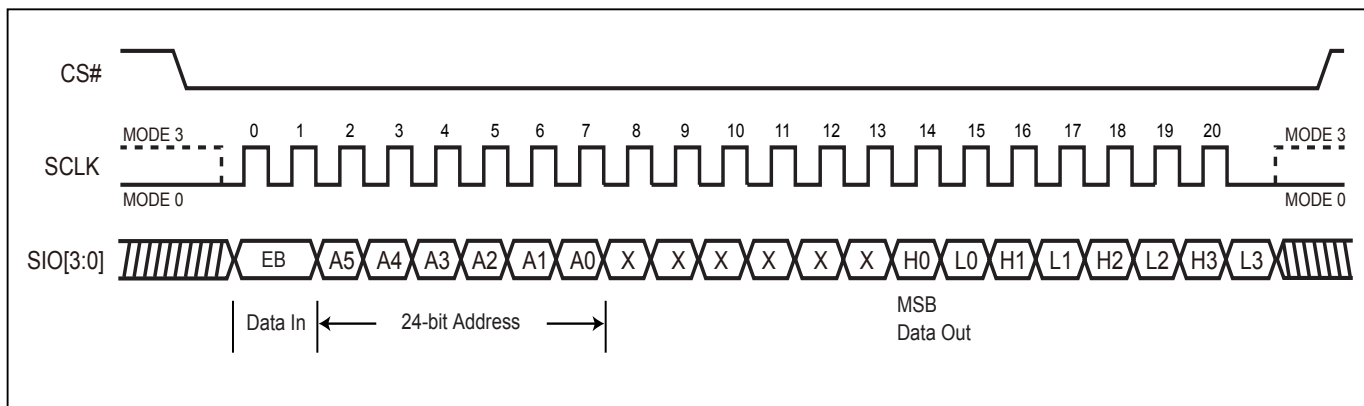 CS#
0 1 2 3 4 5 6 7 8 9 10 11 12 13 14 15 16 17 18 19 20
MODE 3 MODE 3
SCLK
MODE 0 MODE 0
SIO[3:0] EB A5 A4 A3 A2 A1 A0 X X X X X X H0 L0 H1 L1 H2 L2 H3 L3
Data In 24-bit Address MSB
Data Out